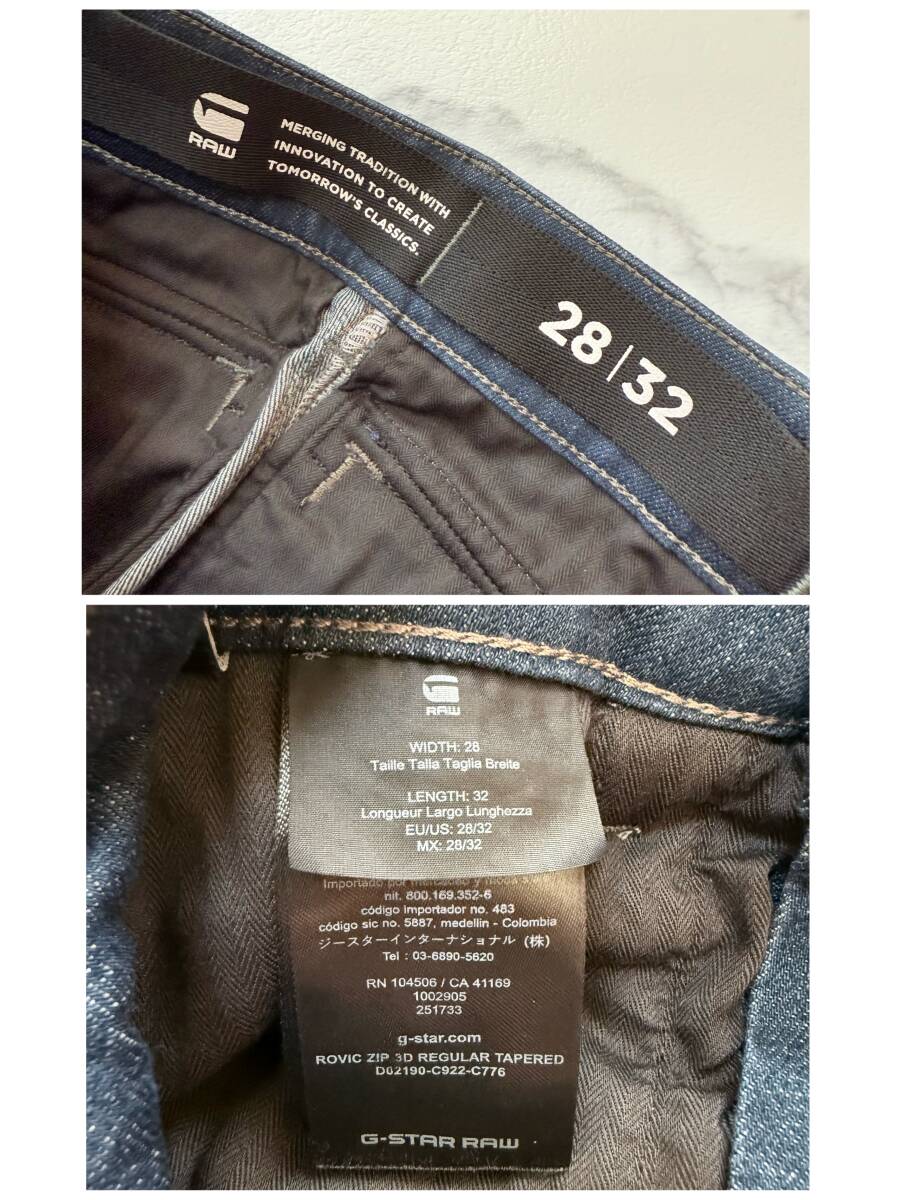 RAW
MERGING TRADITION WITH
INNOVATION TO CREATE
TOMORROW'S CLASSICS.
28|32
RAW
WIDTH: 28
Taille Talla Taglia Breite
LENGTH: 32
Longueur Largo Lunghezza
EU/US: 28/32
MX: 28/32
Importado por mercadeo y moda
nit. 800.169.352-6
código importador no. 483
código sic no. 5887, medellin - Colombia
ジースターインターナショナル (株)
Tel : 03-6890-5620
RN 104506 / CA 41169
1002905
251733
g-star.com
ROVIC ZIP 3D REGULAR TAPERED
D02190-C922-C776
G-STAR RAW